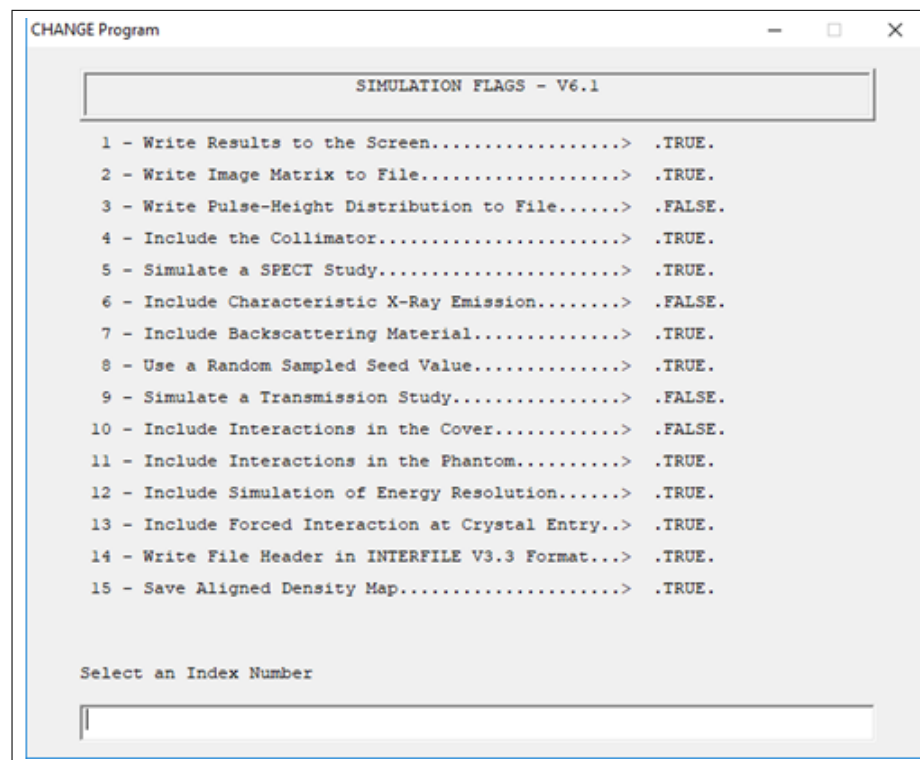 CHANGE Program
SIMULATION FLAGS - V6.1
1 - Write Results to the Screen..................> .TRUE.
2 - Write Image Matrix to File...................> .TRUE.
3 - Write Pulse-Height Distribution to File......> .FALSE.
4 - Include the Collimator.......................> .TRUE.
5 - Simulate a SPECT Study.......................> .TRUE.
6 - Include Characteristic X-Ray Emission........> .FALSE.
7 - Include Backscattering Material..............> .TRUE.
8 - Use a Random Sampled Seed Value..............> .TRUE.
9 - Simulate a Transmission Study................> .FALSE.
10 - Include Interactions in the Cover............> .FALSE.
11 - Include Interactions in the Phantom..........> .TRUE.
12 - Include Simulation of Energy Resolution......> .TRUE.
13 - Include Forced Interaction at Crystal Entry..> .TRUE.
14 - Write File Header in INTERFILE V3.3 Format...> .TRUE.
15 - Save Aligned Density Map.....................> .TRUE.
Select an Index Number